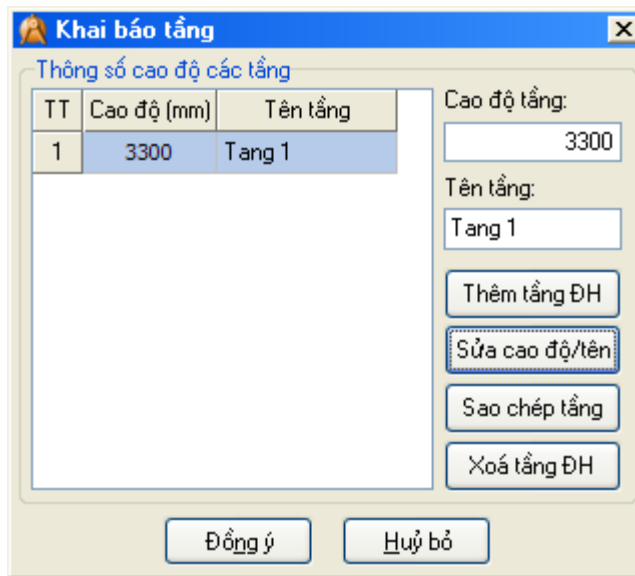 Khai báo tầng
Thông số cao độ các tầng
TT Cao độ (mm) Tên tầng
1 3300 Tang 1
Cao độ tầng:
3300
Tên tầng:
Tang 1
Thêm tầng ĐH
Sửa cao độ/tên
Sao chép tầng
Xoá tầng ĐH
Đồng ý Huỷ bỏ